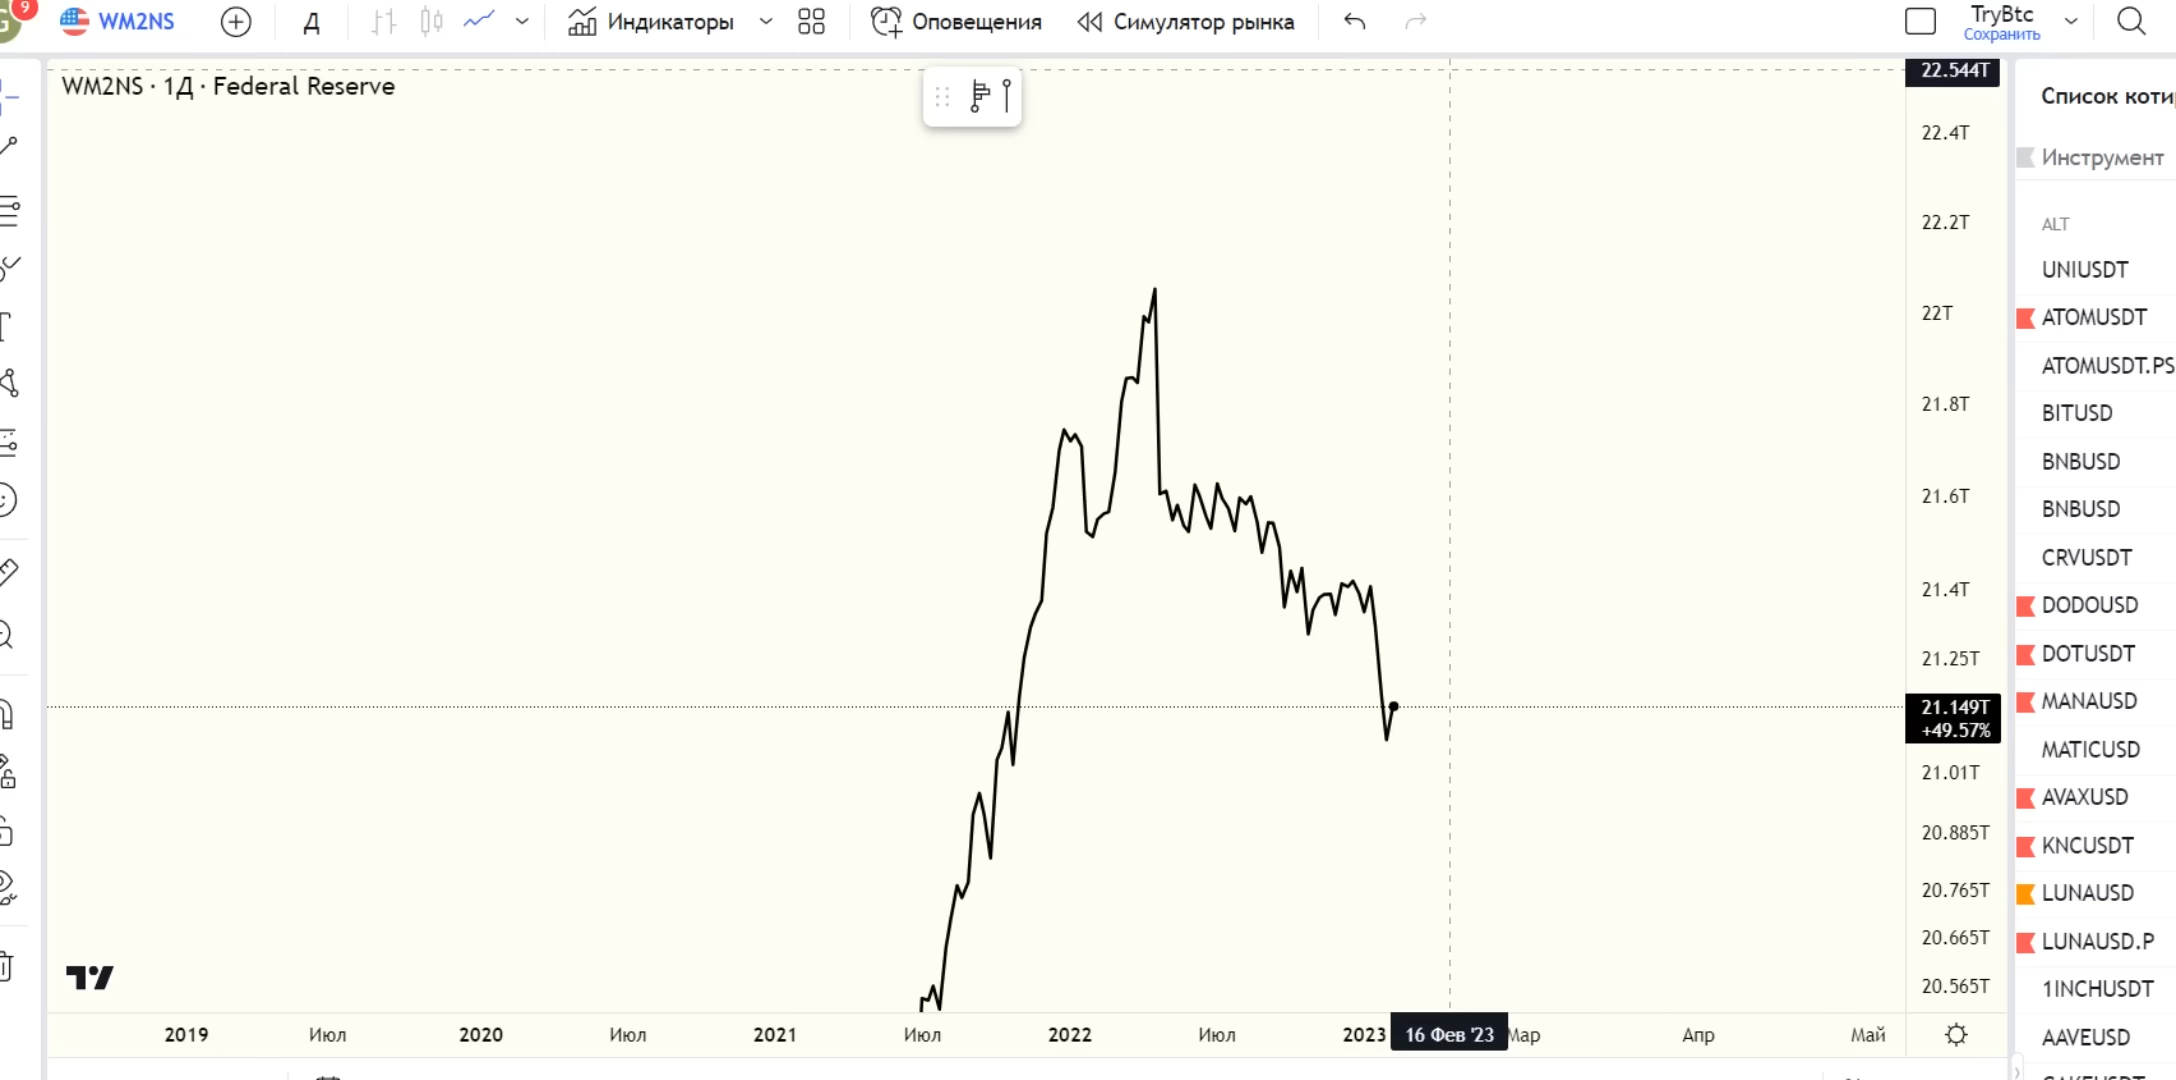 9
WM2NS
Д
Индикаторы
Оповещения
Симулятор рынка
TryBtc
Сохранить
WM2NS · 1Д · Federal Reserve
22.544T
22.4T
22.2T
22T
21.8T
21.6T
21.4T
21.25T
21.149T
+49.57%
21.01T
20.885T
20.765T
20.665T
20.565T
2019
Июл
2020
Июл
2021
Июл
2022
Июл
2023
16 Фев '23
Мар
Апр
Май
Список коти
Инструмент
ALT
UNIUSDT
ATOMUSDT
ATOMUSDT.PS
BITUSD
BNBUSD
BNBUSD
CRVUSDT
DODOUSD
DOTUSDT
MANAUSD
MATICUSD
AVAXUSD
KNCUSDT
LUNAUSD
LUNAUSD.P
1INCHUSDT
AAVEUSD